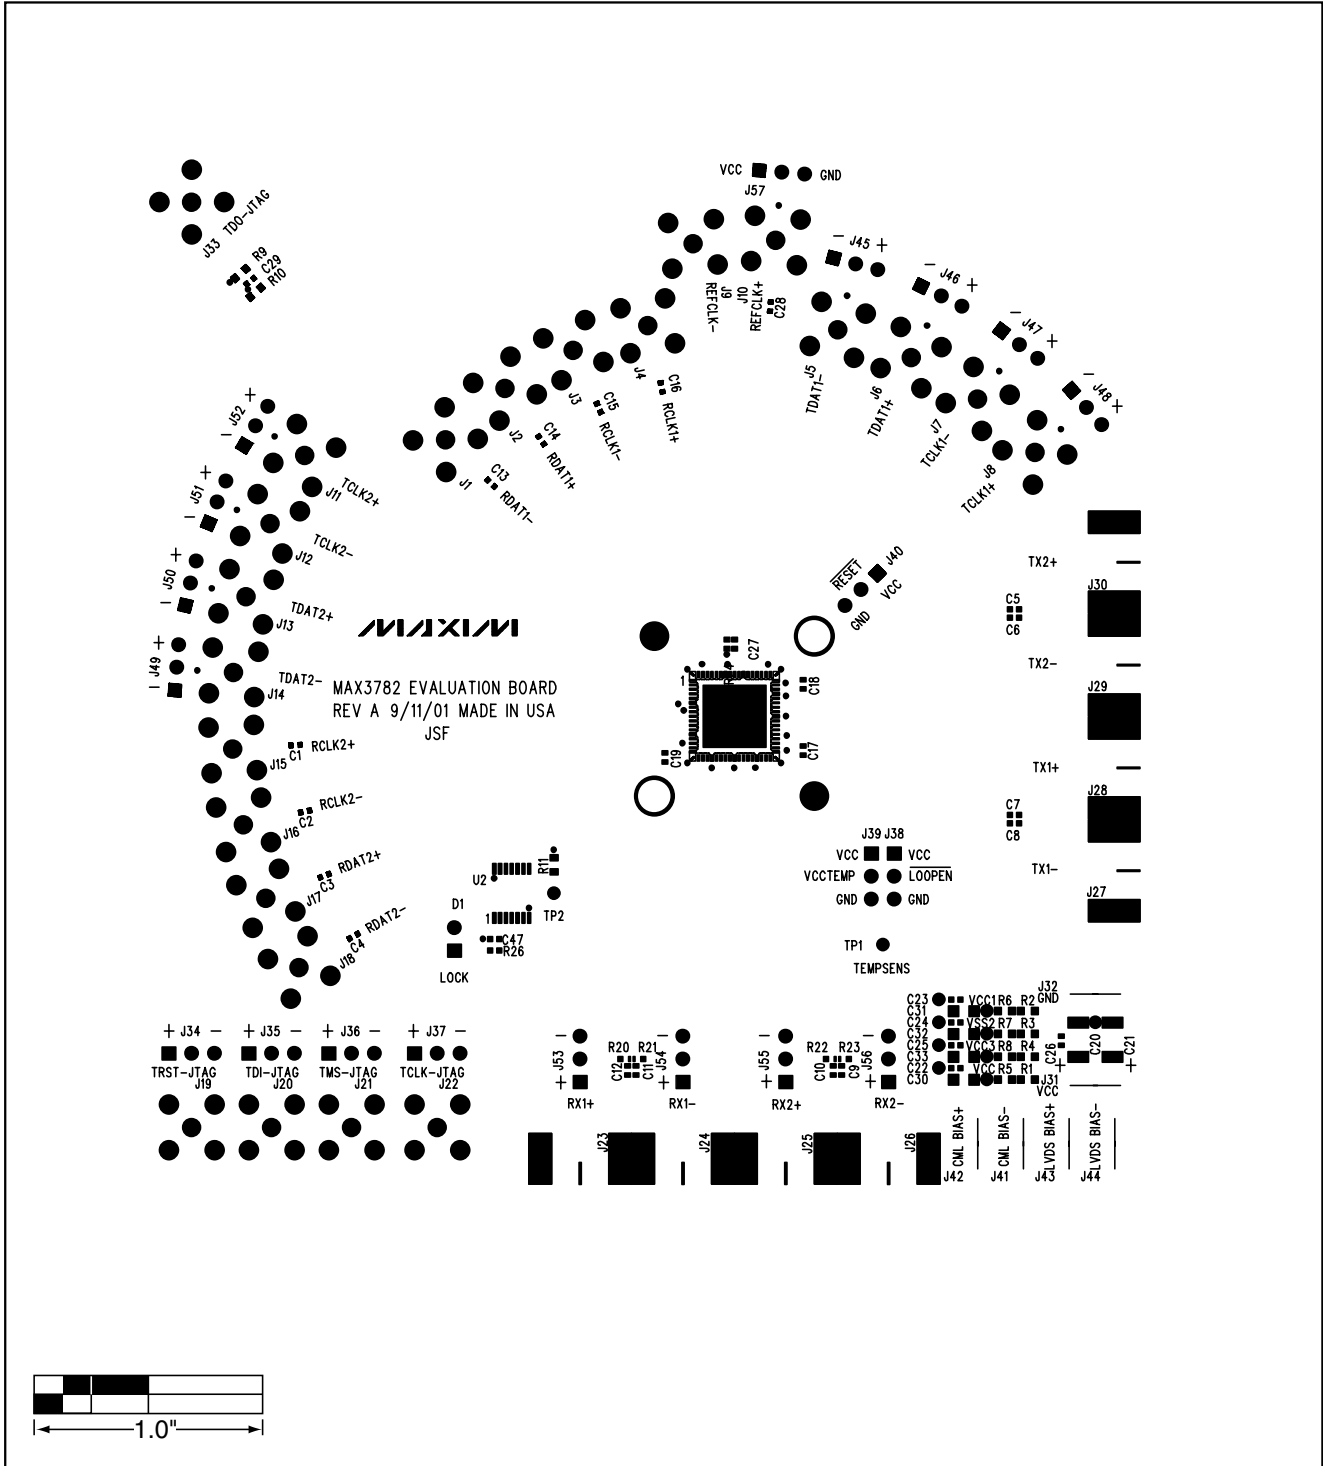 VCC
GND
J57
J33 TDO-JTAG
R9
C29
R10
- J45 +
- J46 +
- J47 +
- J48 +
J9
REFCLK-
J10
REFCLK+
C28
J4
J3
J2
J1
C16
RCLK1+
C15
RCLK1-
C14
RDAT1+
C13
RDAT1-
J5
TDAT1-
J6
TDAT1+
J7
TCLK1-
J8
TCLK1+
- J52 +
J11
TCLK2+
- J51 +
J12
TCLK2-
- J50 +
J13
TDAT2+
- J49 +
J14
TDAT2-
RESET
J40
VCC
GND
TX2+
J30
C5
C6
TX2-
J29
MAXIM
MAX3782 EVALUATION BOARD
REV A 9/11/01 MADE IN USA
JSF
1
C27
C18
C17
C19
J15
C1
RCLK2+
J16
C2
RCLK2-
J17
C3
RDAT2+
J18
C4
RDAT2-
TX1+
J28
C7
C8
TX1-
J27
J39 J38
VCC VCC
VCCTEMP LOOPEN
GND GND
U2
R11
D1
1
TP2
C47
R26
LOCK
TP1
TEMPSENS
+ J34 -
+ J35 -
+ J36 -
+ J37 -
TRST-JTAG
TDI-JTAG
TMS-JTAG
TCLK-JTAG
J19
J20
J21
J22
- J53 +
R20 R21
C12
C11
- J54 +
- J55 +
R22 R23
C10
C9
- J56 +
RX1+
RX1-
RX2+
RX2-
J23
J24
J25
J26
C23 VCC1 R6 R2
C31
C24 VSS2 R7 R3
C32
C25 VCC3 R8 R4
C33
C22 VCC R5 R1
C30
J32
GND
C26
+
C20
C21
+
J31
VCC
CML BIAS+
CML BIAS-
LVDS BIAS+
LVDS BIAS-
J42
J41
J43
J44
1.0"